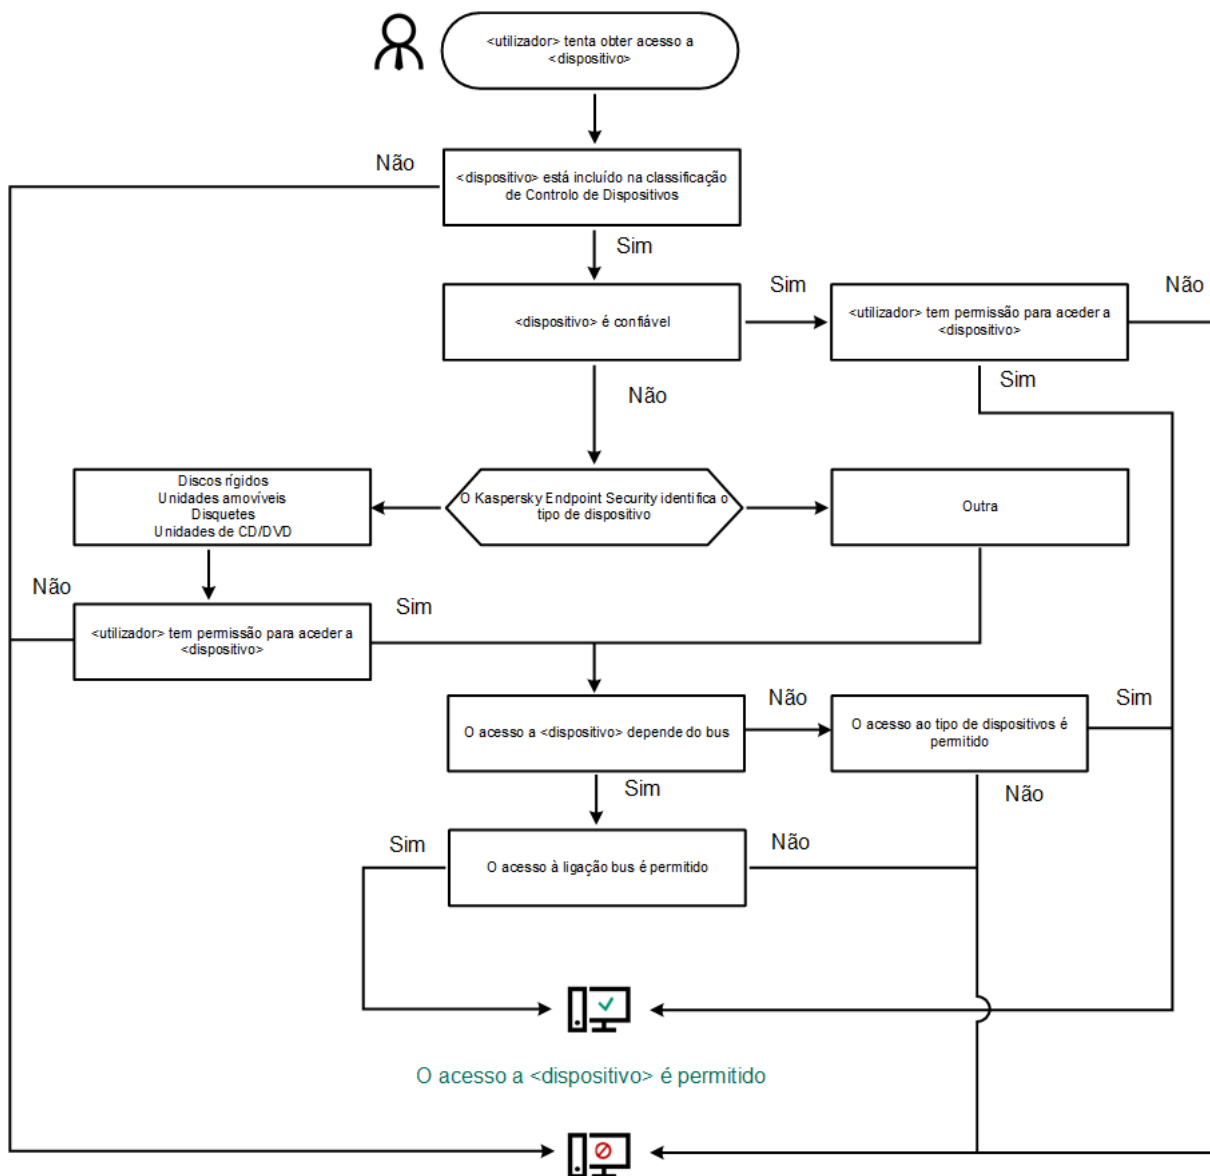 <utilizador> tenta obter acesso a
<dispositivo>
Não
<dispositivo> está incluído na classificação
de Controlo de Dispositivos
Sim
<dispositivo> é confiável
Sim
<utilizador> tem permissão para aceder a
<dispositivo>
Não
Sim
Não
Discos rígidos
Unidades amovíveis
Disquetes
Unidades de CD/DVD
O Kaspersky Endpoint Security identifica o
tipo de dispositivo
Outra
Não
<utilizador> tem permissão para aceder a
<dispositivo>
Sim
O acesso a <dispositivo> depende do bus
Não
O acesso ao tipo de dispositivos é
permitido
Sim
Sim
Não
Sim
O acesso à ligação bus é permitido
Não
O acesso a <dispositivo> é permitido